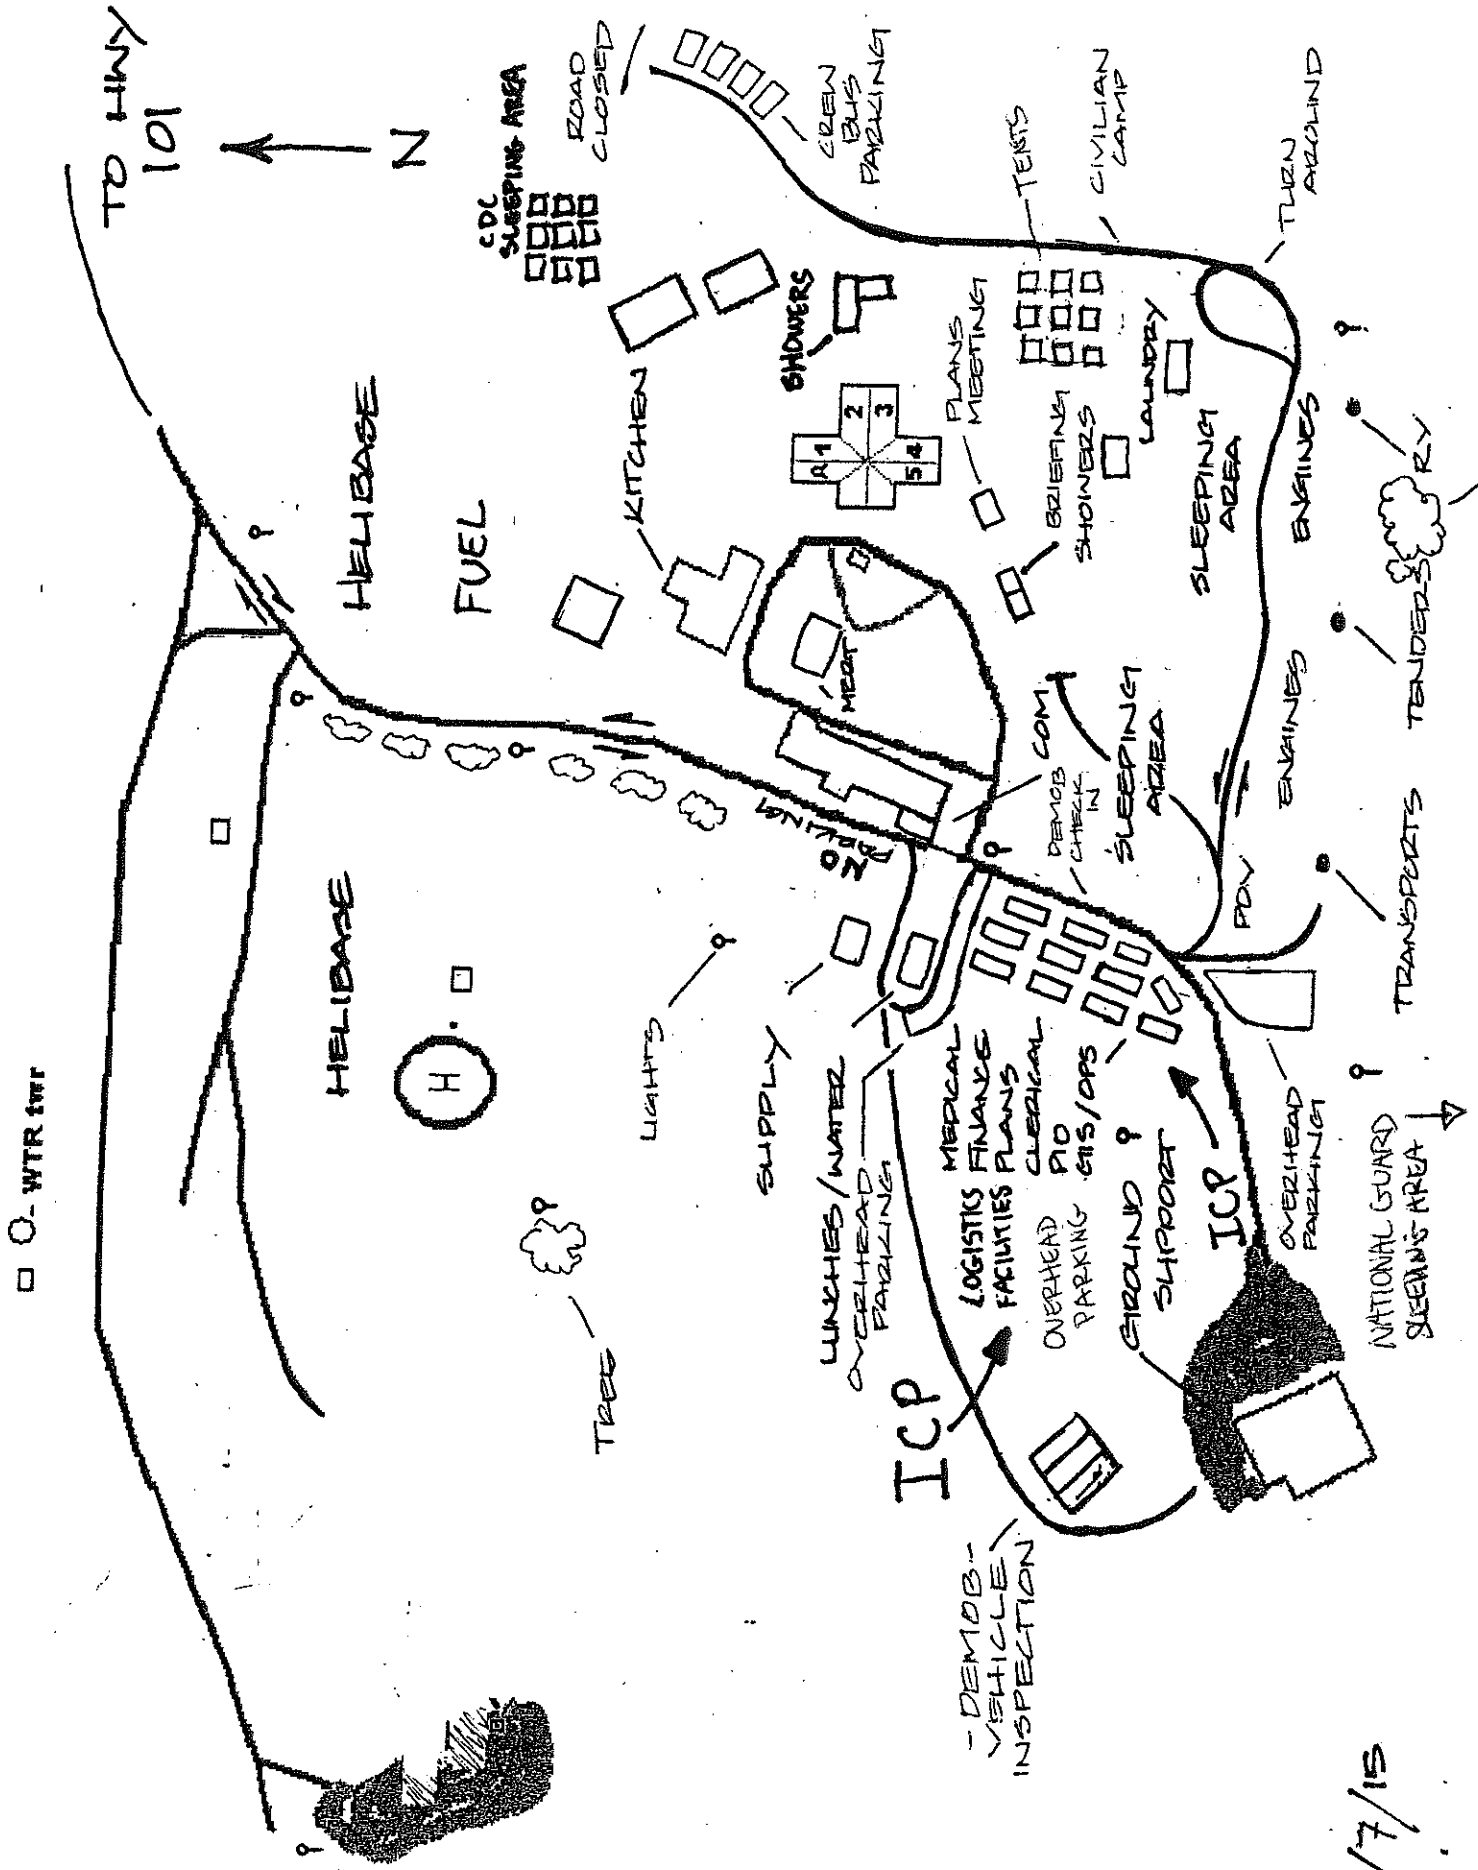 TO HWY
101
N
CDC
SLEEPING AREA
ROAD
CLOSED
CREW
BUS
PARKING
TENTS
CIVILIAN
CAMP
TURN
AROUND
HELIBASE
FUEL
KITCHEN
SHOWERS
PLANS
MEETING
R 1
2
3
4
5
BRIEFING
SHOWERS
LAUNDRY
SLEEPING
AREA
ENGINES
RV
TENDERS
MERT
COM
DEMOB
CHECK
IN
SLEEPING
AREA
ENGINES
POV
TRANSPORTS
NO
PARKING
HELIBASE
H
LIGHTS
SUPPLY
LUNCHES/WATER
OVERHEAD
PARKING
MEDICAL
FINANCE
PLANS
CLERICAL
PIO
GIS/OPS
LOGISTICS
FACILITIES
OVERHEAD
PARKING
GROUND
SUPPORT
ICP
ICP
OVERHEAD
PARKING
NATIONAL GUARD
SLEEPING AREA
TREE
WTR twr
-DEMOB-
VEHICLE
INSPECTION
7/15